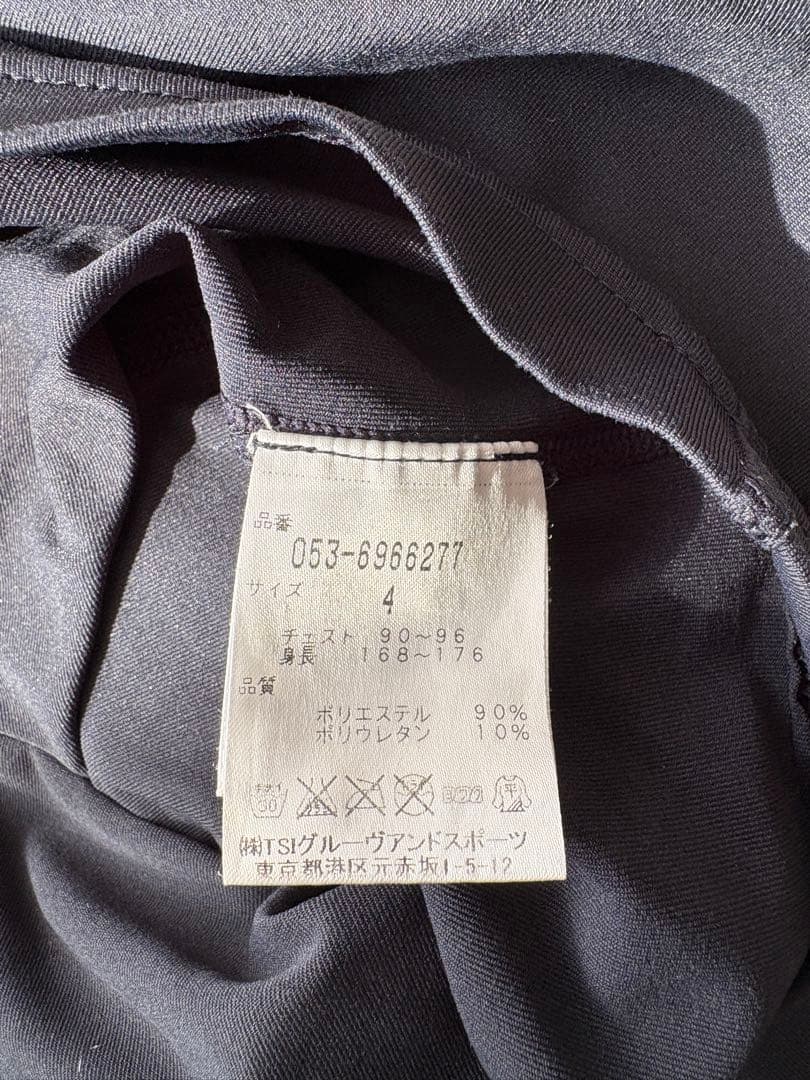 品番
053-6966277
サイズ
4
チェスト 90~96
身長 168~176
品質
ポリエステル 90%
ポリウレタン 10%
30
平
㈱TSIグルーヴアンドスポーツ
東京都港区元赤坂1-5-12